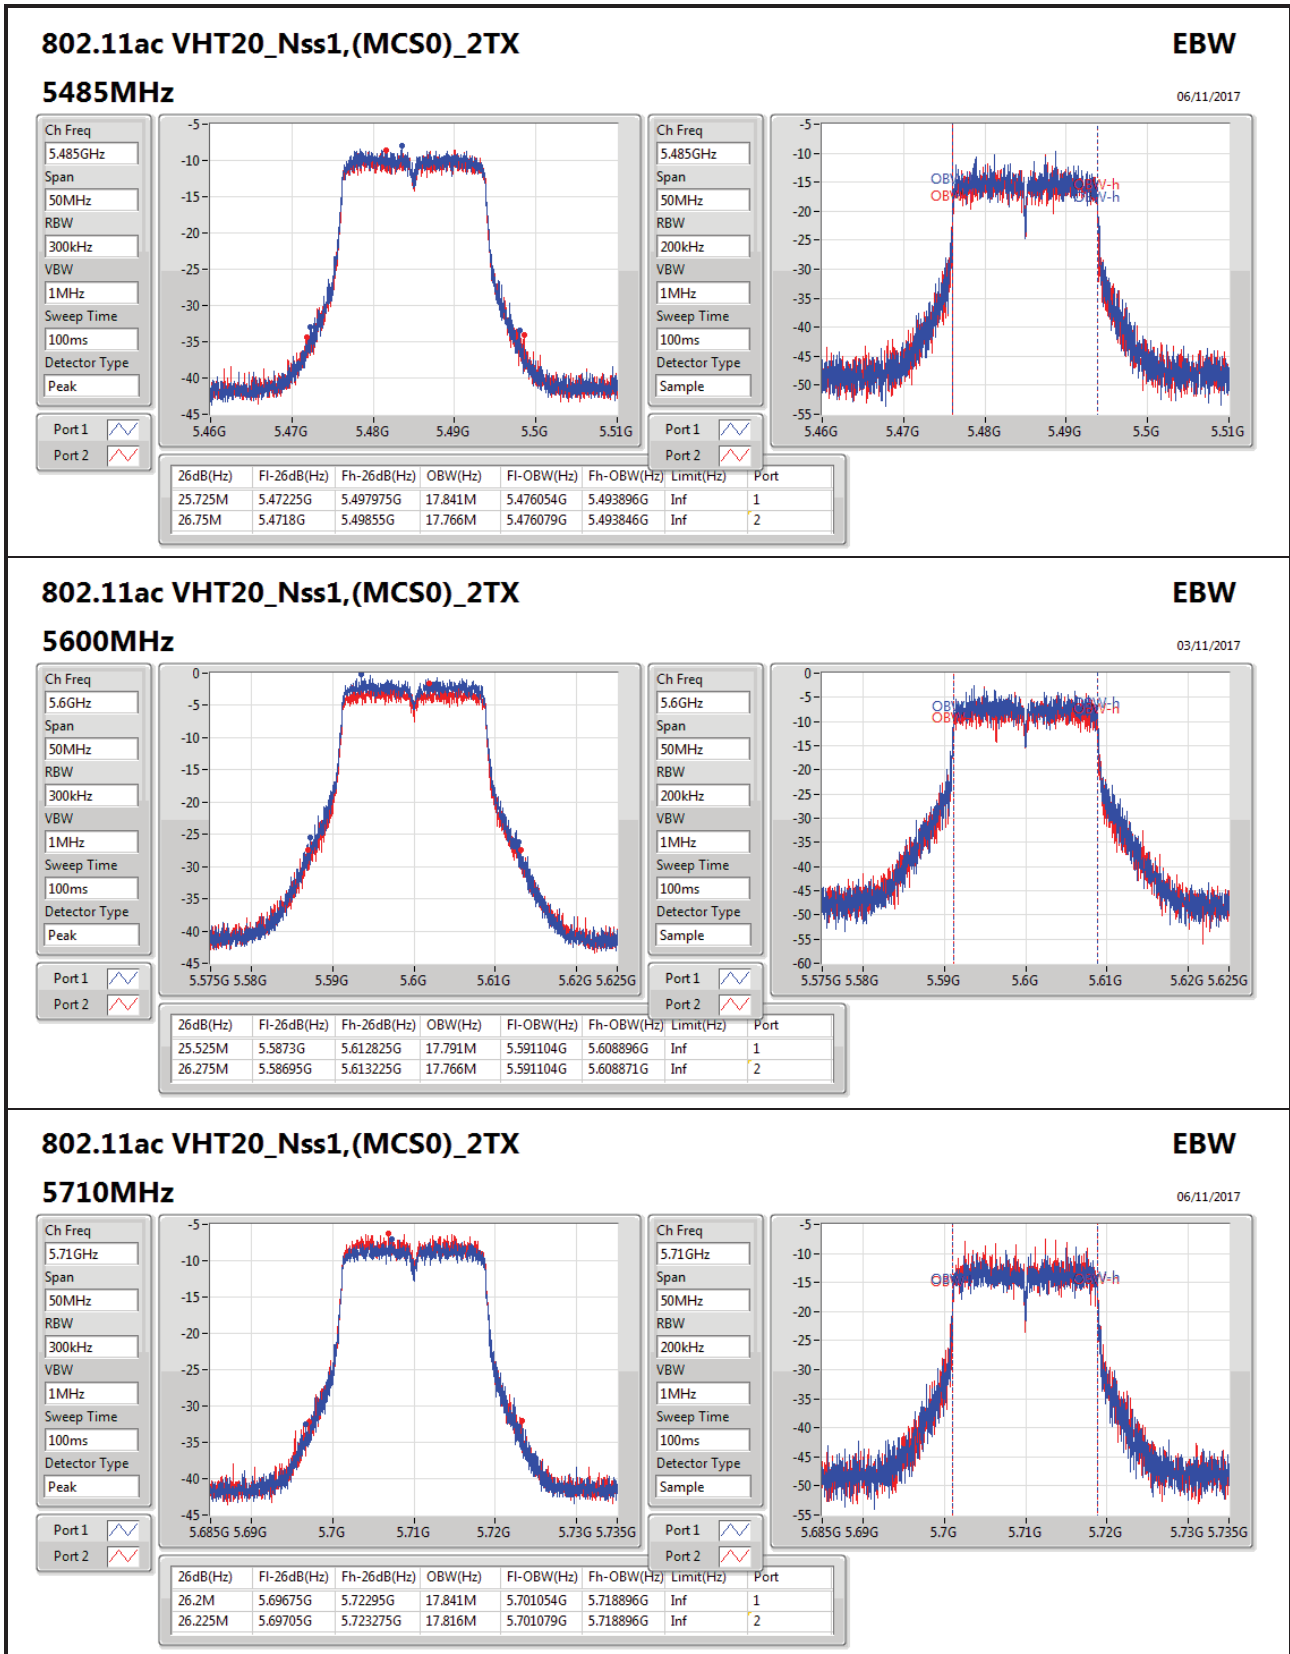 802.11ac VHT20_Nss1,(MCS0)_2TX EBW
5485MHz 06/11/2017
Ch Freq
5.485GHz
Span
50MHz
RBW
300kHz
VBW
1MHz
Sweep Time
100ms
Detector Type
Peak
Port 1
Port 2
-5
-10
-15
-20
-25
-30
-35
-40
-45
5.46G 5.47G 5.48G 5.49G 5.5G 5.51G
Ch Freq
5.485GHz
Span
50MHz
RBW
200kHz
VBW
1MHz
Sweep Time
100ms
Detector Type
Sample
Port 1
Port 2
-5
-10
-15
-20
-25
-30
-35
-40
-45
-50
-55
5.46G 5.47G 5.48G 5.49G 5.5G 5.51G
OBW-h
26dB(Hz) Fl-26dB(Hz) Fh-26dB(Hz) OBW(Hz) Fl-OBW(Hz) Fh-OBW(Hz) Limit(Hz) Port
25.725M 5.47225G 5.497975G 17.841M 5.476054G 5.493896G Inf 1
26.75M 5.4718G 5.49855G 17.766M 5.476079G 5.493846G Inf 2
802.11ac VHT20_Nss1,(MCS0)_2TX EBW
5600MHz 03/11/2017
Ch Freq
5.6GHz
Span
50MHz
RBW
300kHz
VBW
1MHz
Sweep Time
100ms
Detector Type
Peak
Port 1
Port 2
0
-5
-10
-15
-20
-25
-30
-35
-40
-45
5.575G 5.58G 5.59G 5.6G 5.61G 5.62G 5.625G
Ch Freq
5.6GHz
Span
50MHz
RBW
200kHz
VBW
1MHz
Sweep Time
100ms
Detector Type
Sample
Port 1
Port 2
0
-5
-10
-15
-20
-25
-30
-35
-40
-45
-50
-55
-60
5.575G 5.58G 5.59G 5.6G 5.61G 5.62G 5.625G
26dB(Hz) Fl-26dB(Hz) Fh-26dB(Hz) OBW(Hz) Fl-OBW(Hz) Fh-OBW(Hz) Limit(Hz) Port
25.525M 5.5873G 5.612825G 17.791M 5.591104G 5.608896G Inf 1
26.275M 5.58695G 5.613225G 17.766M 5.591104G 5.608871G Inf 2
802.11ac VHT20_Nss1,(MCS0)_2TX EBW
5710MHz 06/11/2017
Ch Freq
5.71GHz
Span
50MHz
RBW
300kHz
VBW
1MHz
Sweep Time
100ms
Detector Type
Peak
Port 1
Port 2
-5
-10
-15
-20
-25
-30
-35
-40
-45
5.685G 5.69G 5.7G 5.71G 5.72G 5.73G 5.735G
Ch Freq
5.71GHz
Span
50MHz
RBW
200kHz
VBW
1MHz
Sweep Time
100ms
Detector Type
Sample
Port 1
Port 2
-5
-10
-15
-20
-25
-30
-35
-40
-45
-50
-55
5.685G 5.69G 5.7G 5.71G 5.72G 5.73G 5.735G
26dB(Hz) Fl-26dB(Hz) Fh-26dB(Hz) OBW(Hz) Fl-OBW(Hz) Fh-OBW(Hz) Limit(Hz) Port
26.2M 5.69675G 5.72295G 17.841M 5.701054G 5.718896G Inf 1
26.225M 5.69705G 5.723275G 17.816M 5.701079G 5.718896G Inf 2